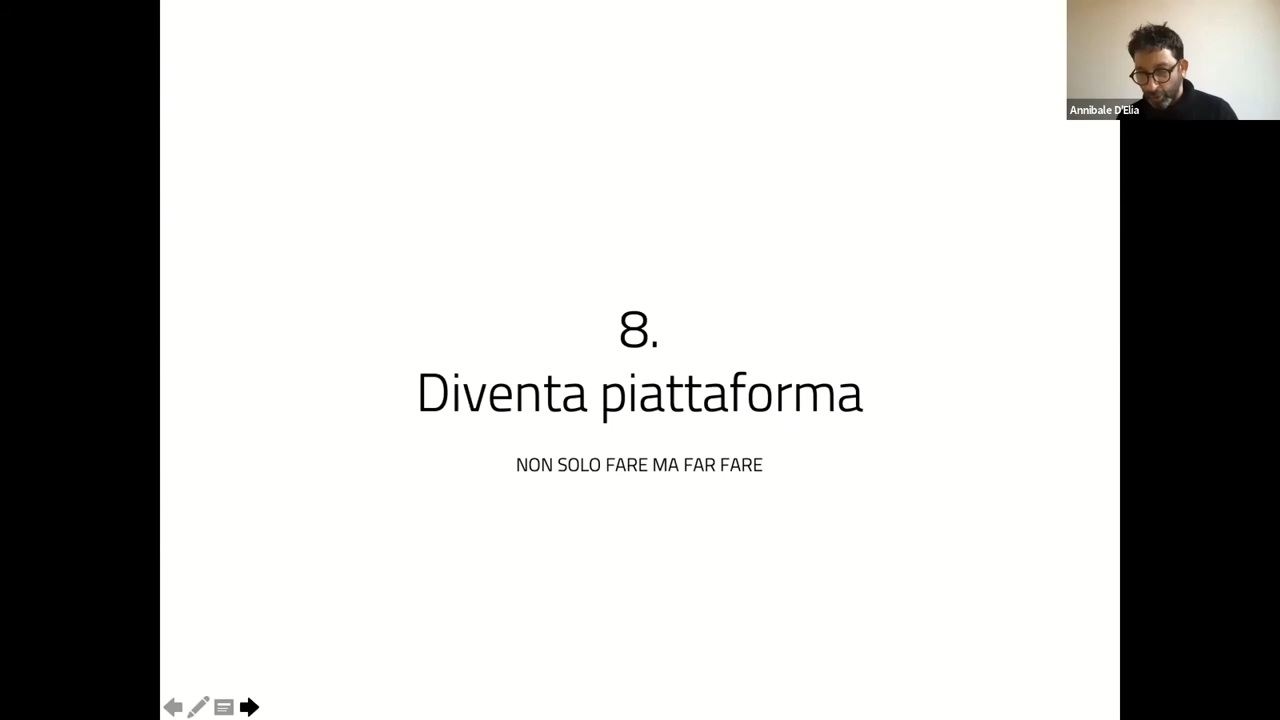 Annibale D'Elia
8.
Diventa piattaforma
NON SOLO FARE MA FAR FARE